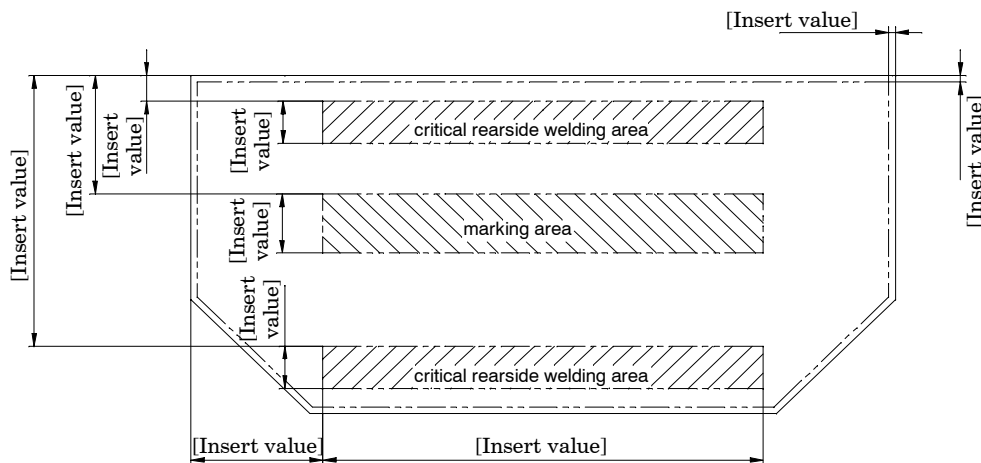 [Insert value]
[Insert value]
[Insert value]
[Insert
value]
[Insert
value]
critical rearside welding area
[Insert value]
[Insert
value]
marking area
[Insert
value]
critical rearside welding area
[Insert value]
[Insert value]